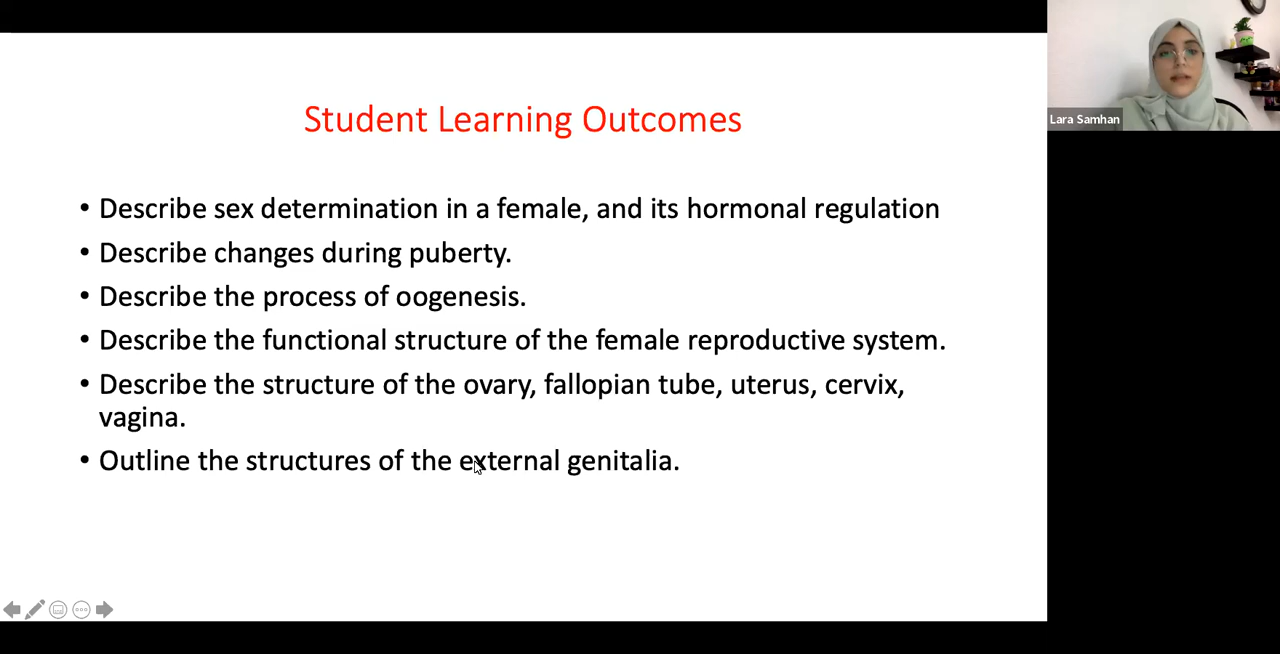 Student Learning Outcomes
• Describe sex determination in a female, and its hormonal regulation
• Describe changes during puberty.
• Describe the process of oogenesis.
• Describe the functional structure of the female reproductive system.
• Describe the structure of the ovary, fallopian tube, uterus, cervix,
vagina.
• Outline the structures of the external genitalia.
Lara Samhan